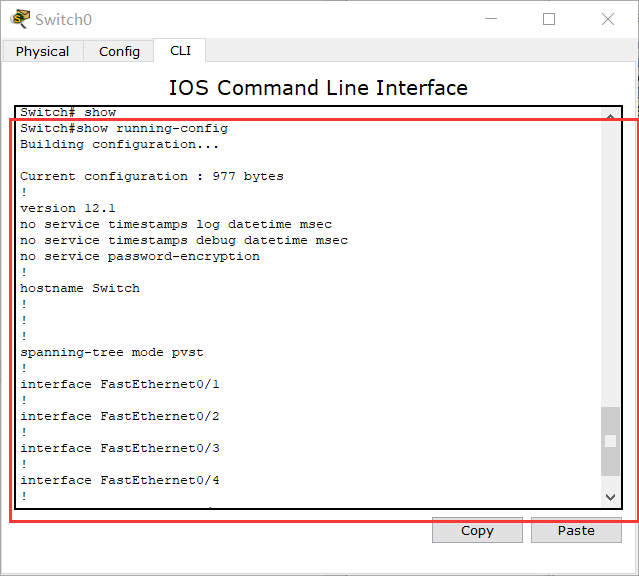 Switch0
Physical Config CLI
IOS Command Line Interface
Switch# show
Switch#show running-config
Building configuration...
Current configuration : 977 bytes
!
version 12.1
no service timestamps log datetime msec
no service timestamps debug datetime msec
no service password-encryption
!
hostname Switch
!
!
!
spanning-tree mode pvst
!
interface FastEthernet0/1
!
interface FastEthernet0/2
!
interface FastEthernet0/3
!
interface FastEthernet0/4
!
Copy Paste